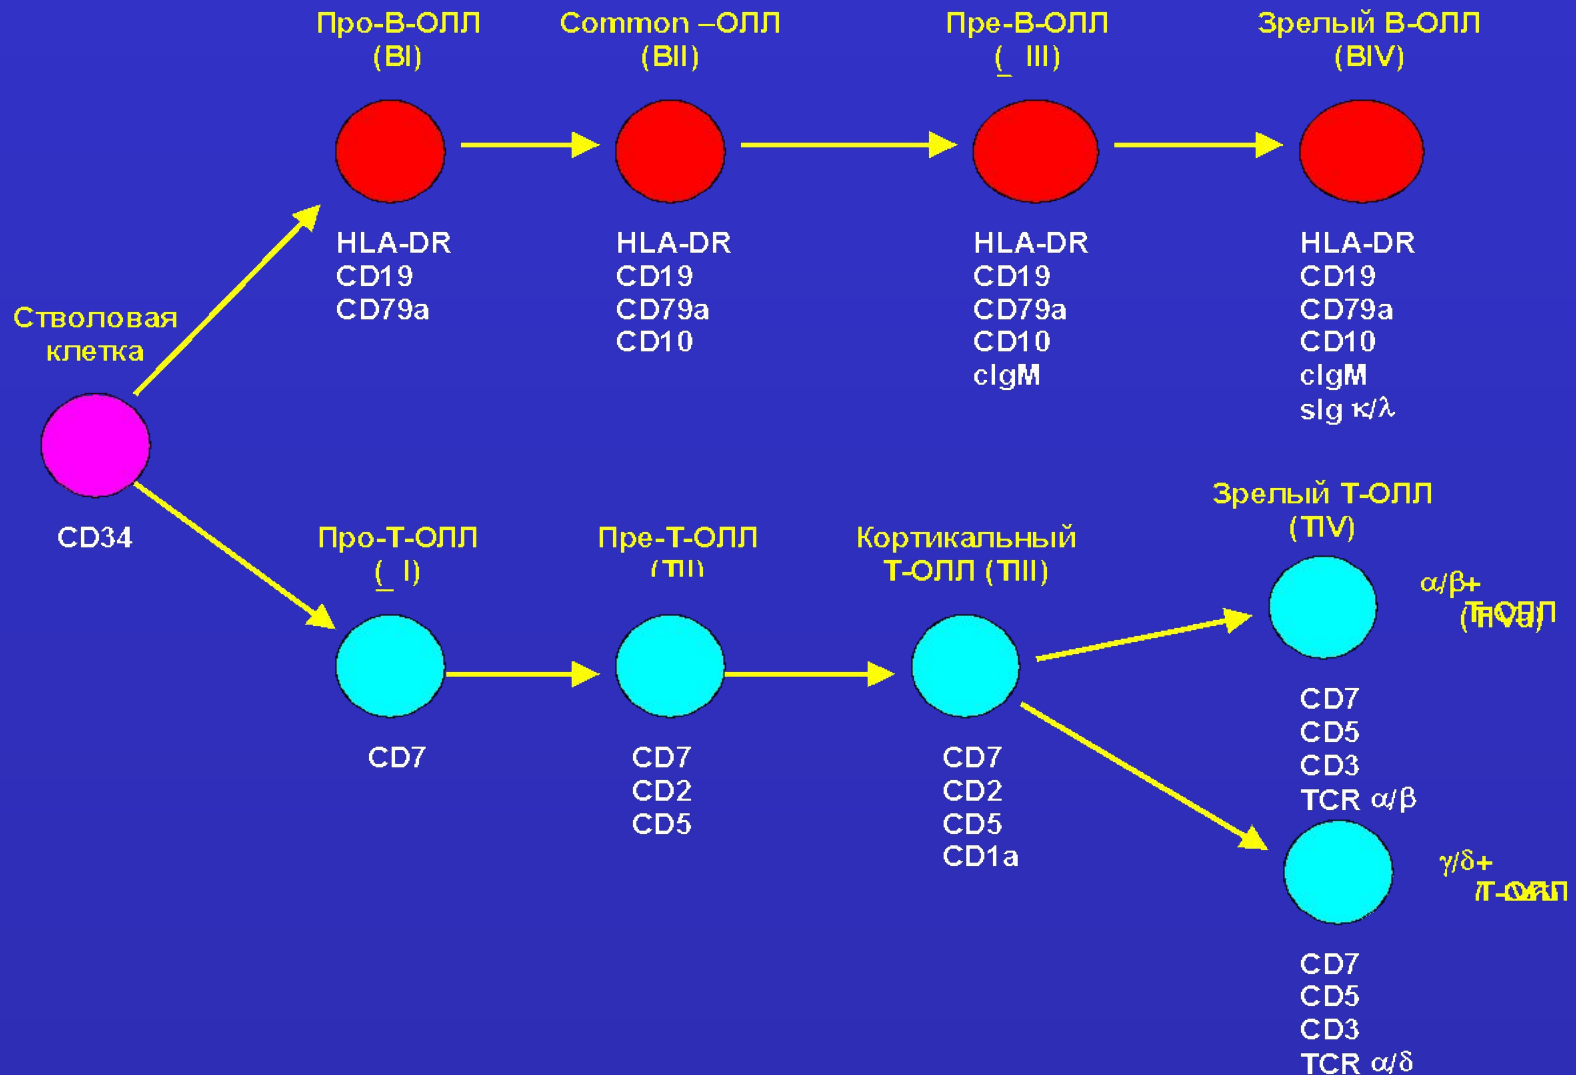 Про-В-ОЛЛ
(BI)
Common –ОЛЛ
(BII)
Пре-В-ОЛЛ
(_ III)
Зрелый В-ОЛЛ
(BIV)
HLA-DR
CD19
CD79a
HLA-DR
CD19
CD79a
CD10
HLA-DR
CD19
CD79a
CD10
cIgM
HLA-DR
CD19
CD79a
CD10
cIgM
sIg κ/λ
Стволовая
клетка
CD34
Про-Т-ОЛЛ
(_ I)
Пре-Т-ОЛЛ
(TII)
Кортикальный
Т-ОЛЛ (TIII)
Зрелый Т-ОЛЛ
(TIV)
α/β+
Т-ОЛЛ
CD7
CD7
CD2
CD5
CD7
CD2
CD5
CD1a
CD7
CD5
CD3
TCR α/β
γ/δ+
CD7
CD5
CD3
TCR α/δ